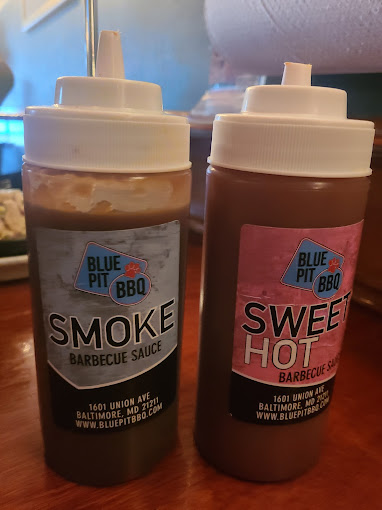 BLUE
PIT
BBQ
SMOKE
BARBECUE SAUCE
1601 UNION AVE
BALTIMORE, MD 21211
WWW.BLUEPITBBQ.COM
BLUE
PIT
BBQ
SWEET
HOT
BARBECUE SAU
1601 UNION AVE
BALTIMORE, MD 21211
WWW.BLUEPITBBQ.COM